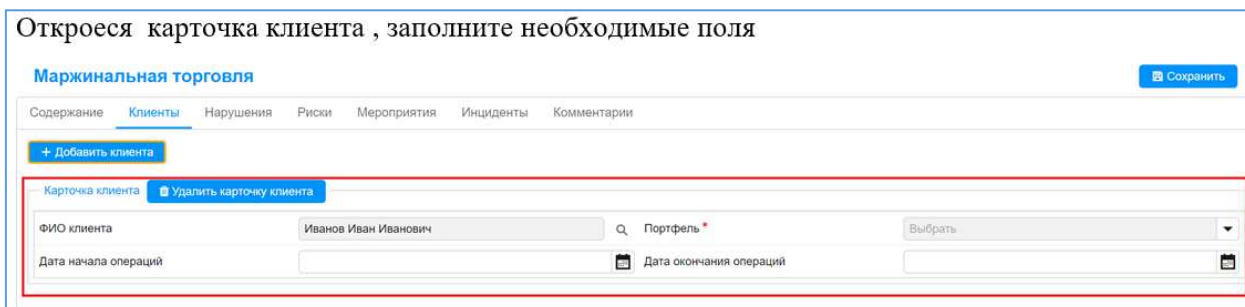 Откроеся карточка клиента , заполните необходимые поля
Маржинальная торговля
Сохранить
Содержание Клиенты Нарушения Риски Мероприятия Инциденты Комментарии
+ Добавить клиента
Карточка клиента Удалить карточку клиента
ФИО клиента Иванов Иван Иванович Портфель * Выбрать
Дата начала операций Дата окончания операций